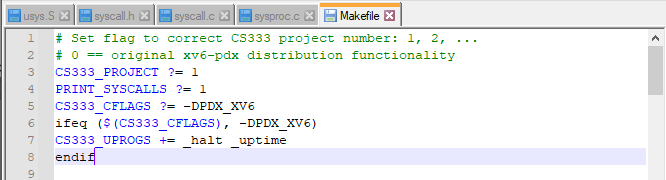 usys.S syscall.h syscall.c sysproc.c Makefile
1 # Set flag to correct CS333 project number: 1, 2, ...
2 # 0 == original xv6-pdx distribution functionality
3 CS333_PROJECT ?= 1
4 PRINT_SYSCALLS ?= 1
5 CS333_CFLAGS ?= -DPDX_XV6
6 ifeq ($(CS333_CFLAGS), -DPDX_XV6)
7 CS333_UPROGS += _halt _uptime
8 endif